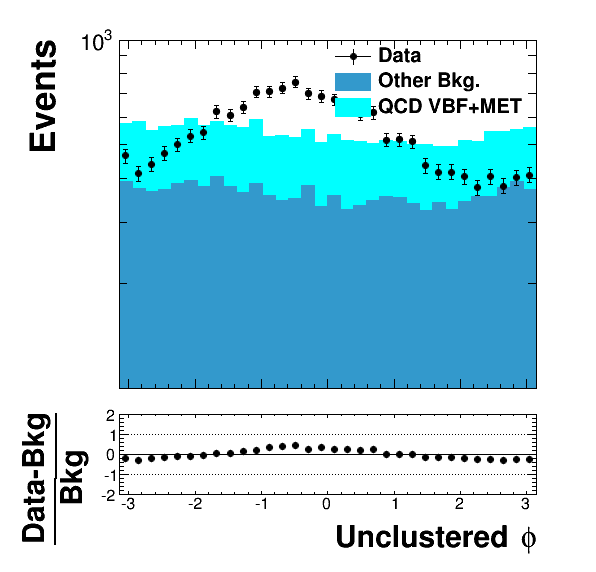 10³
Events
Data
Other Bkg.
QCD VBF+MET
Data-Bkg
Bkg
2
1
0
-1
-2
-3 -2 -1 0 1 2 3
Unclustered ϕ